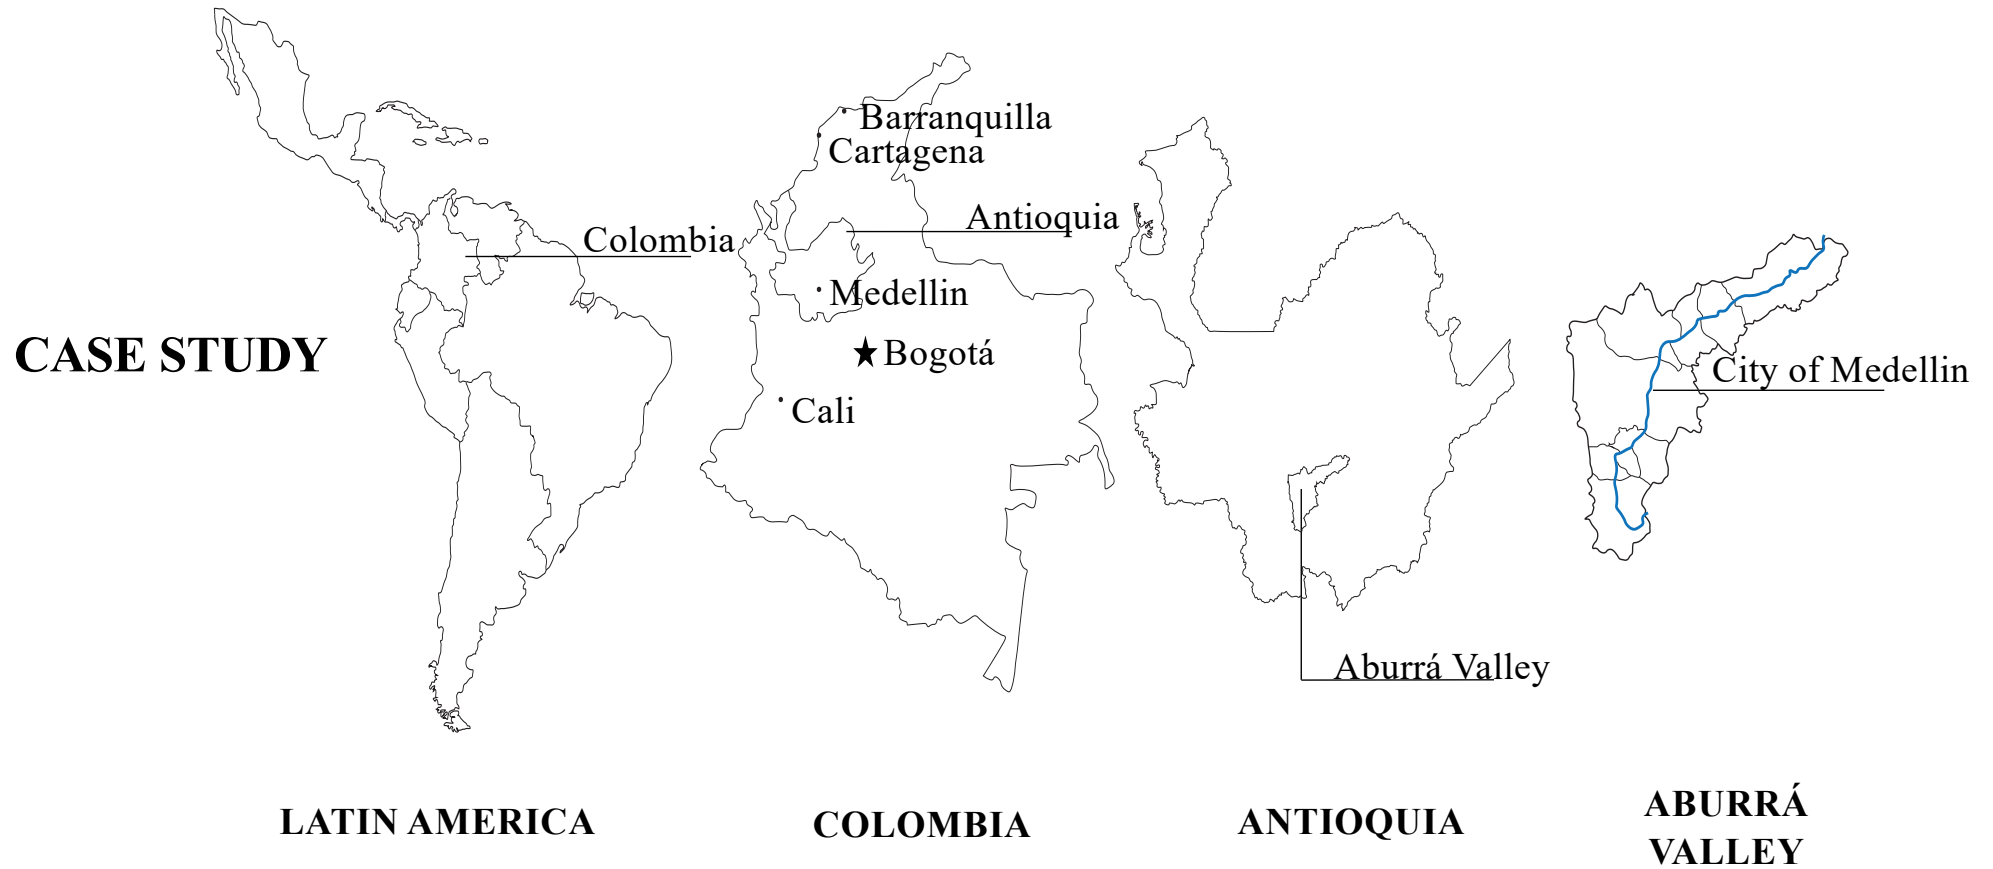 CASE STUDY
Colombia
LATIN AMERICA
Barranquilla
Cartagena
Antioquia
Medellin
Bogotá
Cali
COLOMBIA
Aburrá Valley
ANTIOQUIA
City of Medellin
ABURRÁ
VALLEY